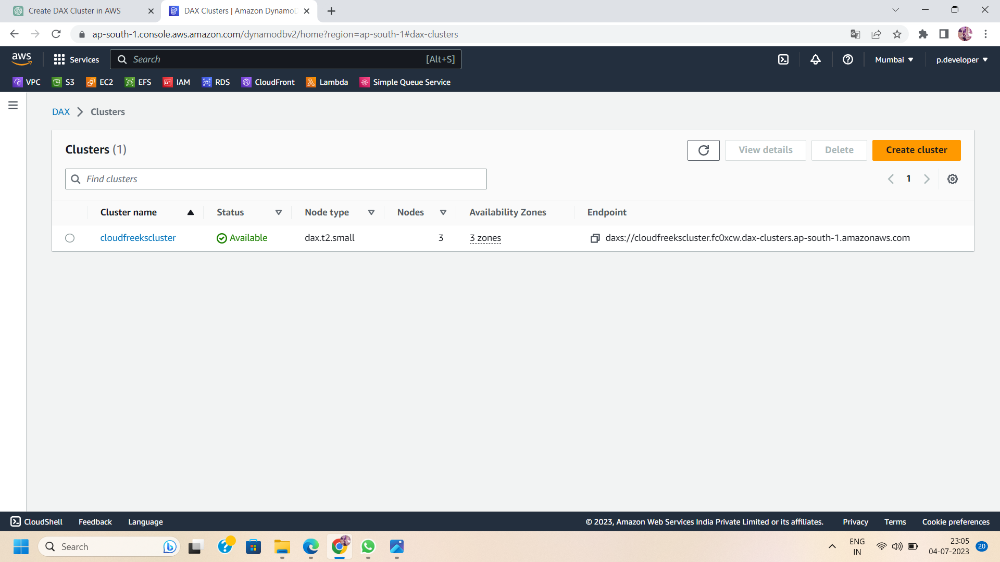 Create DAX Cluster in AWS
DAX Clusters | Amazon Dynamo
ap-south-1.console.aws.amazon.com/dynamodbv2/home?region=ap-south-1#dax-clusters
aws
Services
Search
[Alt+S]
Mumbai
p.developer
VPC
S3
EC2
EFS
IAM
RDS
CloudFront
Lambda
Simple Queue Service
DAX
Clusters
Clusters (1)
View details
Delete
Create cluster
Find clusters
1
Cluster name
Status
Node type
Nodes
Availability Zones
Endpoint
cloudfreekscluster
Available
dax.t2.small
3
3 zones
daxs://cloudfreekscluster.fc0xcw.dax-clusters.ap-south-1.amazonaws.com
CloudShell
Feedback
Language
© 2023, Amazon Web Services India Private Limited or its affiliates.
Privacy
Terms
Cookie preferences
Search
ENG
IN
23:05
04-07-2023
20